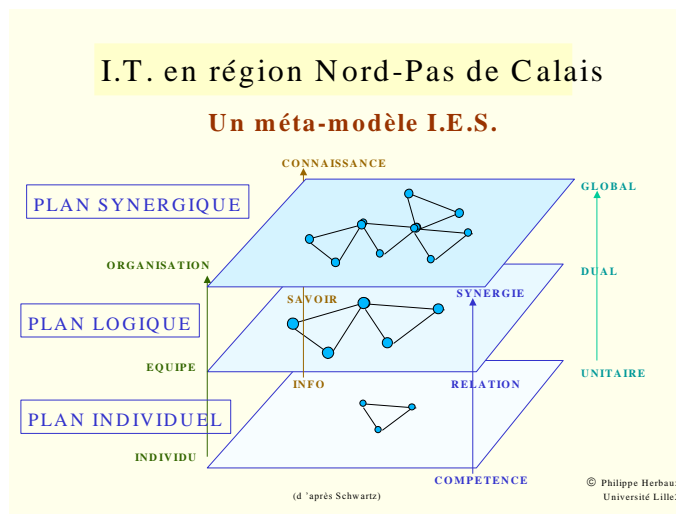 I.T. en région Nord-Pas de Calais
Un méta-modèle I.E.S.
CONNAISSANCE
GLOBAL
PLAN SYNERGIQUE
ORGANISATION
DUAL
SAVOIR
SYNERGIE
PLAN LOGIQUE
EQUIPE
UNITAIRE
INFO
RELATION
PLAN INDIVIDUEL
INDIVIDU
COMPETENCE
(d 'après Schwartz)
© Philippe Herbau
Université Lille